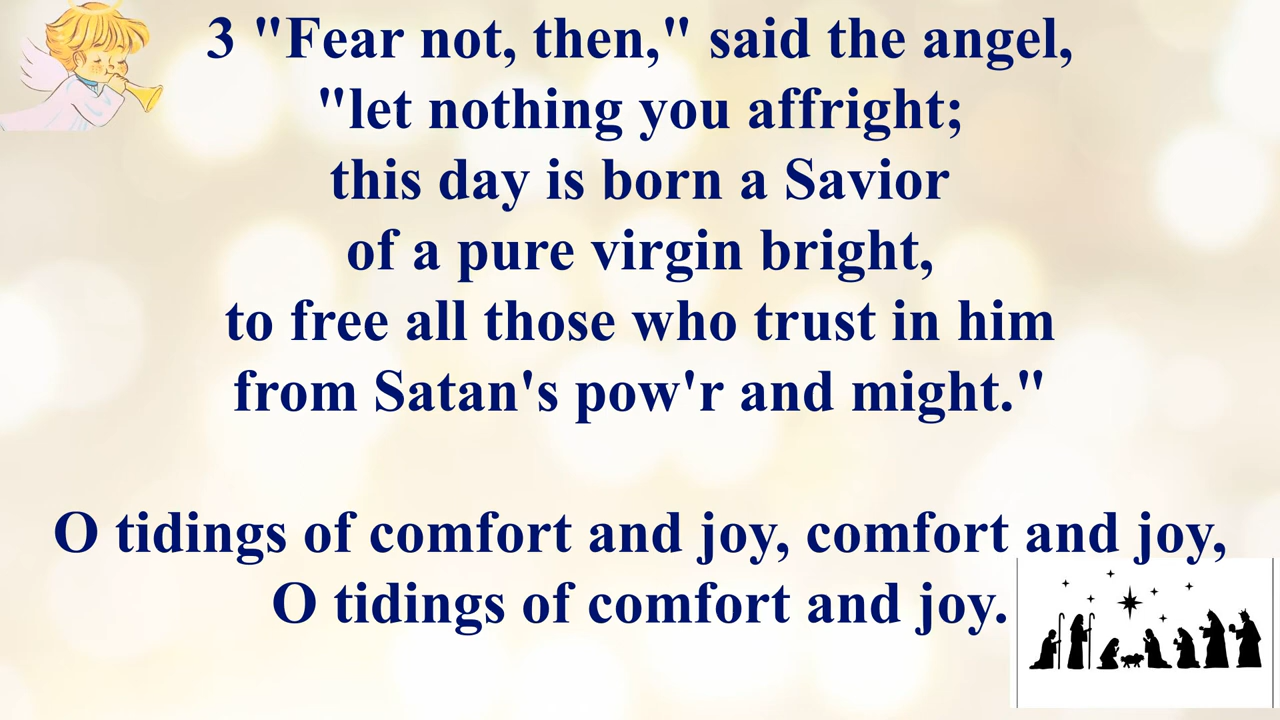 3 "Fear not, then," said the angel,
"let nothing you affright;
this day is born a Savior
of a pure virgin bright,
to free all those who trust in him
from Satan's pow'r and might."
O tidings of comfort and joy, comfort and joy,
O tidings of comfort and joy.